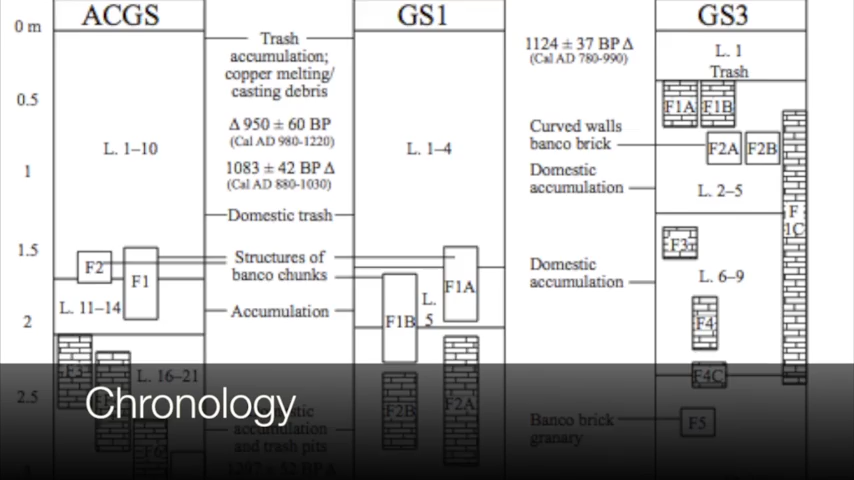 ACGS
GS1
GS3
0 m
0.5
1
1.5
2
2.5
L. 1–10
F2
F1
L. 11–14
L. 16–21
F6
Trash
accumulation;
copper melting/
casting debris
Δ 950 ± 60 BP
(Cal AD 980-1220)
1083 ± 42 BP Δ
(Cal AD 880-1030)
Domestic trash
Structures of
banco chunks
Accumulation
accumulation
and trash pits
L. 1–4
F1A
F1B
L.
5
F2B
F2A
1124 ± 37 BP Δ
(Cal AD 780-990)
Curved walls
banco brick
Domestic
accumulation
Domestic
accumulation
Banco brick
granary
L. 1
Trash
F1A
F1B
F2A
F2B
L. 2–5
F
1C
F3
L. 6–9
F4
F4C
F5
Chronology